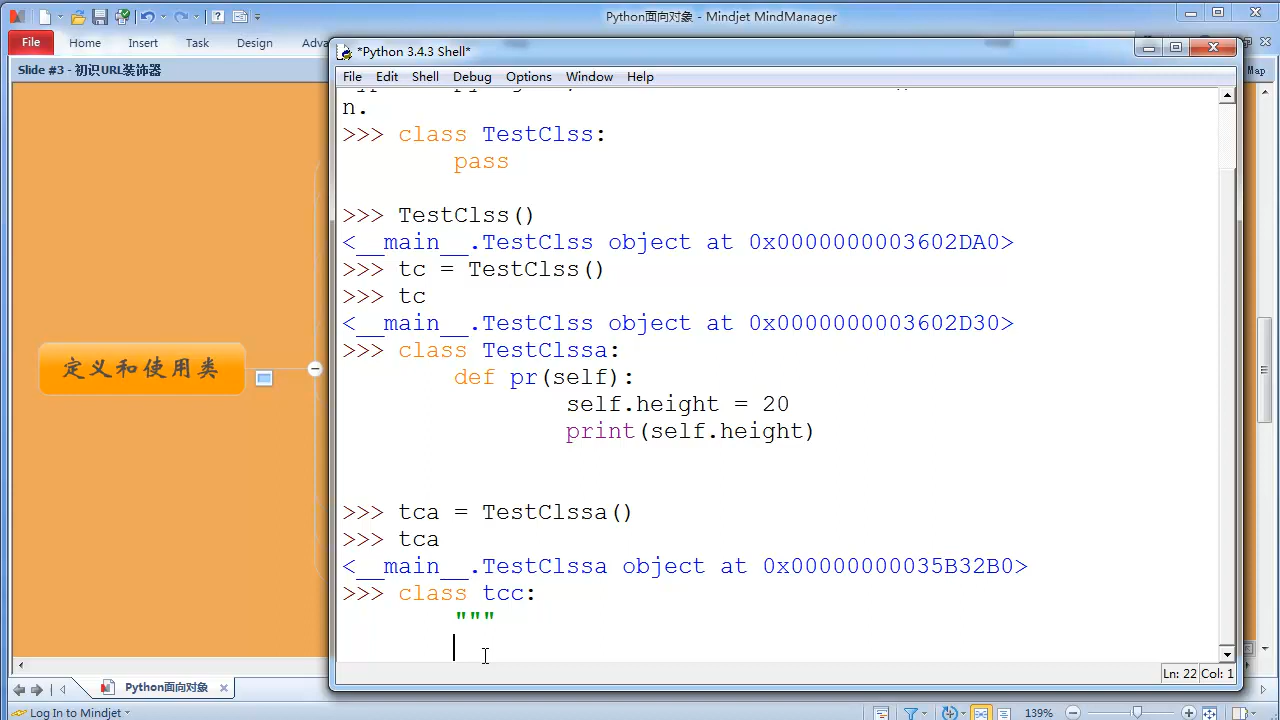 Python面向对象 - Mindjet MindManager
File Home Insert Task Design Adva
Slide #3 - 初识URL装饰器
Map
*Python 3.4.3 Shell*
File Edit Shell Debug Options Window Help
n.
>>> class TestClss:
pass
>>> TestClss()
<__main__.TestClss object at 0x0000000003602DA0>
>>> tc = TestClss()
>>> tc
<__main__.TestClss object at 0x0000000003602D30>
>>> class TestClssa:
def pr(self):
self.height = 20
print(self.height)
>>> tca = TestClssa()
>>> tca
<__main__.TestClssa object at 0x00000000035B32B0>
>>> class tcc:
"""
Ln: 22 Col: 1
定义和使用类
Python面向对象
Log In to Mindjet
139%